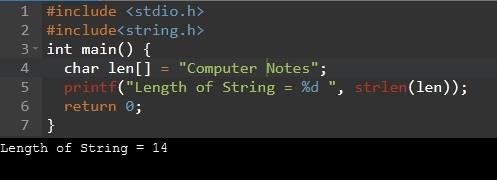 1 #include <stdio.h>
2 #include<string.h>
3 int main() {
4 char len[] = "Computer Notes";
5 printf("Length of String = %d ", strlen(len));
6 return 0;
7 }
Length of String = 14